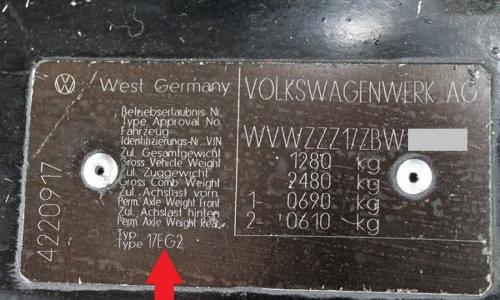 West Germany
Betriebserlaubnis Nr.
Type Approval No.
Fahrzeug
Identifizierungs-Nr. VIN
Zul. Gesamtgewicht
Gross Vehicle Weight
Zul. Zuggewicht
Gross Comb Weight
Zul. Achslast vorn
Perm. Axle Weight Front
Zul. Achslast hinten
Perm. Axle Weight Rear
Typ
Type 17EG2
VOLKSWAGENWERK AG
WVWZZZ17ZBW
1280 kg
2480 kg
1- 0690 kg
2- 0610 kg
4220917